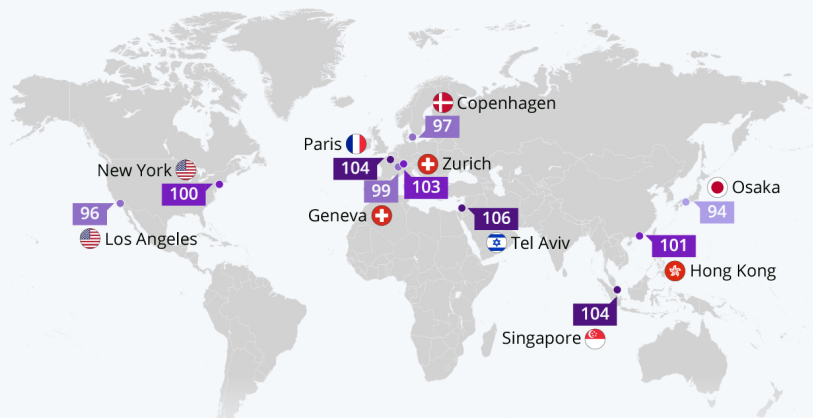 Copenhagen
97
Paris
104
Zurich
103
99
Geneva
New York
100
96
Los Angeles
106
Tel Aviv
Osaka
94
101
Hong Kong
104
Singapore